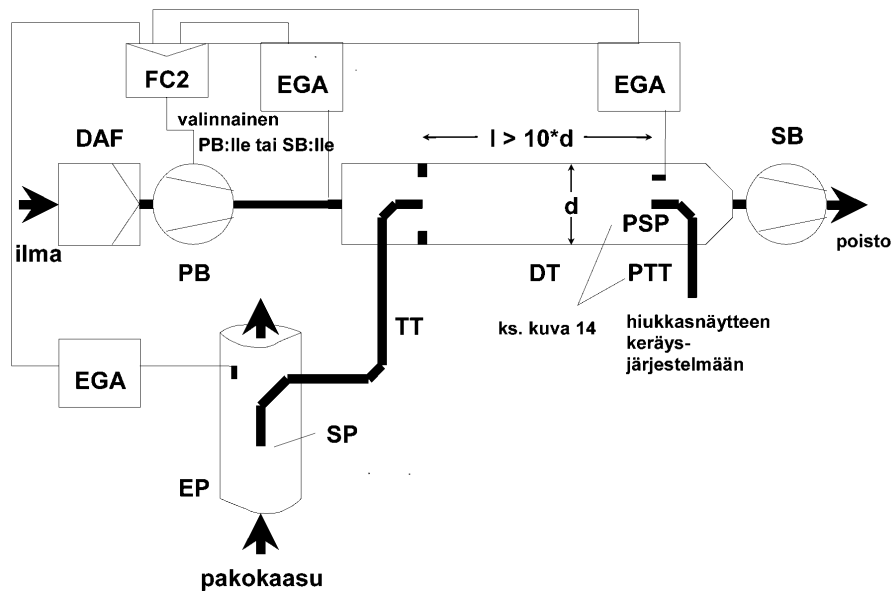 FC2
EGA
EGA
valinnainen
PB:lle tai SB:lle
DAF
l > 10*d
SB
d
PSP
ilma
poisto
PB
DT
PTT
TT
ks. kuva 14
hiukkasnäytteen
keräys-
järjestelmään
EGA
SP
EP
pakokaasu